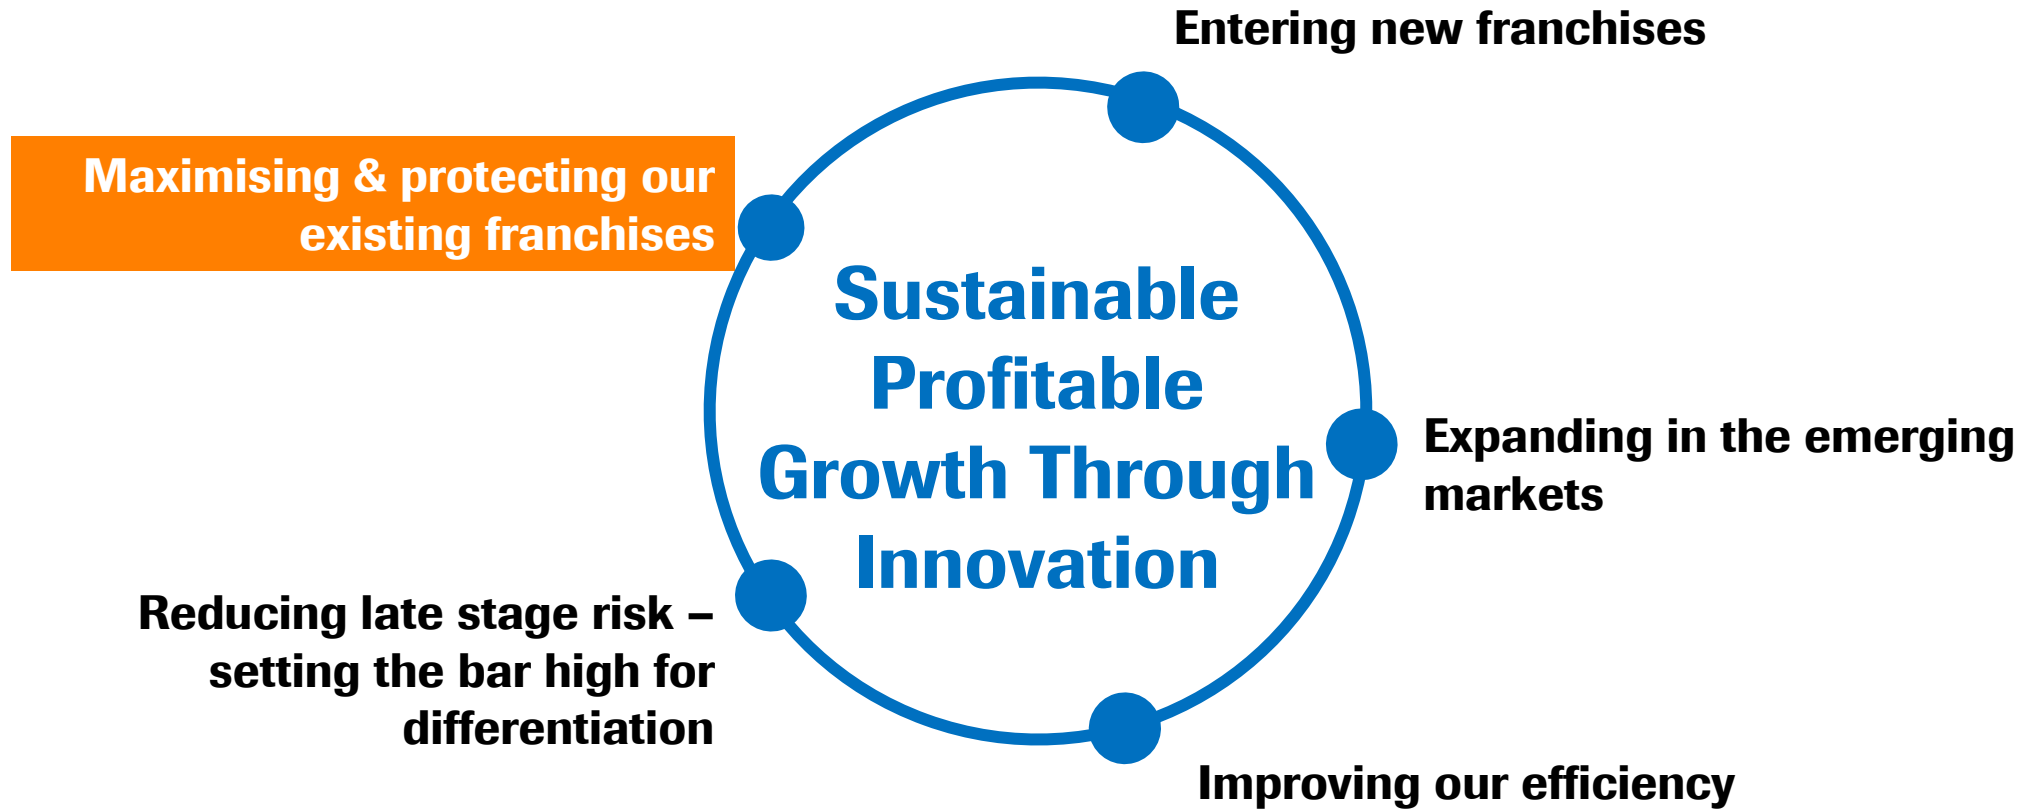 Entering new franchises
Maximising & protecting our
existing franchises
Sustainable
Profitable
Growth Through
Innovation
Expanding in the emerging
markets
Reducing late stage risk –
setting the bar high for
differentiation
Improving our efficiency